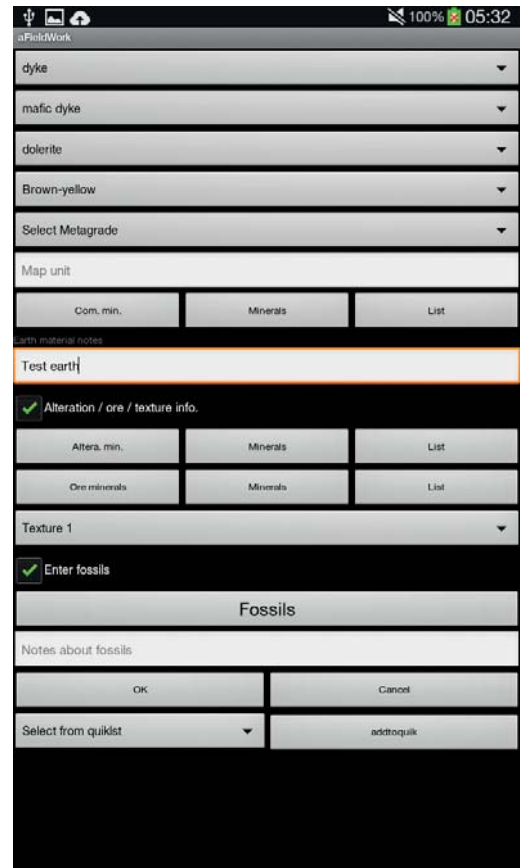 100% 05:32
aFieldWork
dyke
mafic dyke
dolerite
Brown-yellow
Select Metagrade
Map unit
Com. min. Minerals List
Earth material notes
Test earth
Alteration / ore / texture info.
Altera. min. Minerals List
Ore minerals Minerals List
Texture 1
Enter fossils
Fossils
Notes about fossils
OK Cancel
Select from quiklst addtoquik